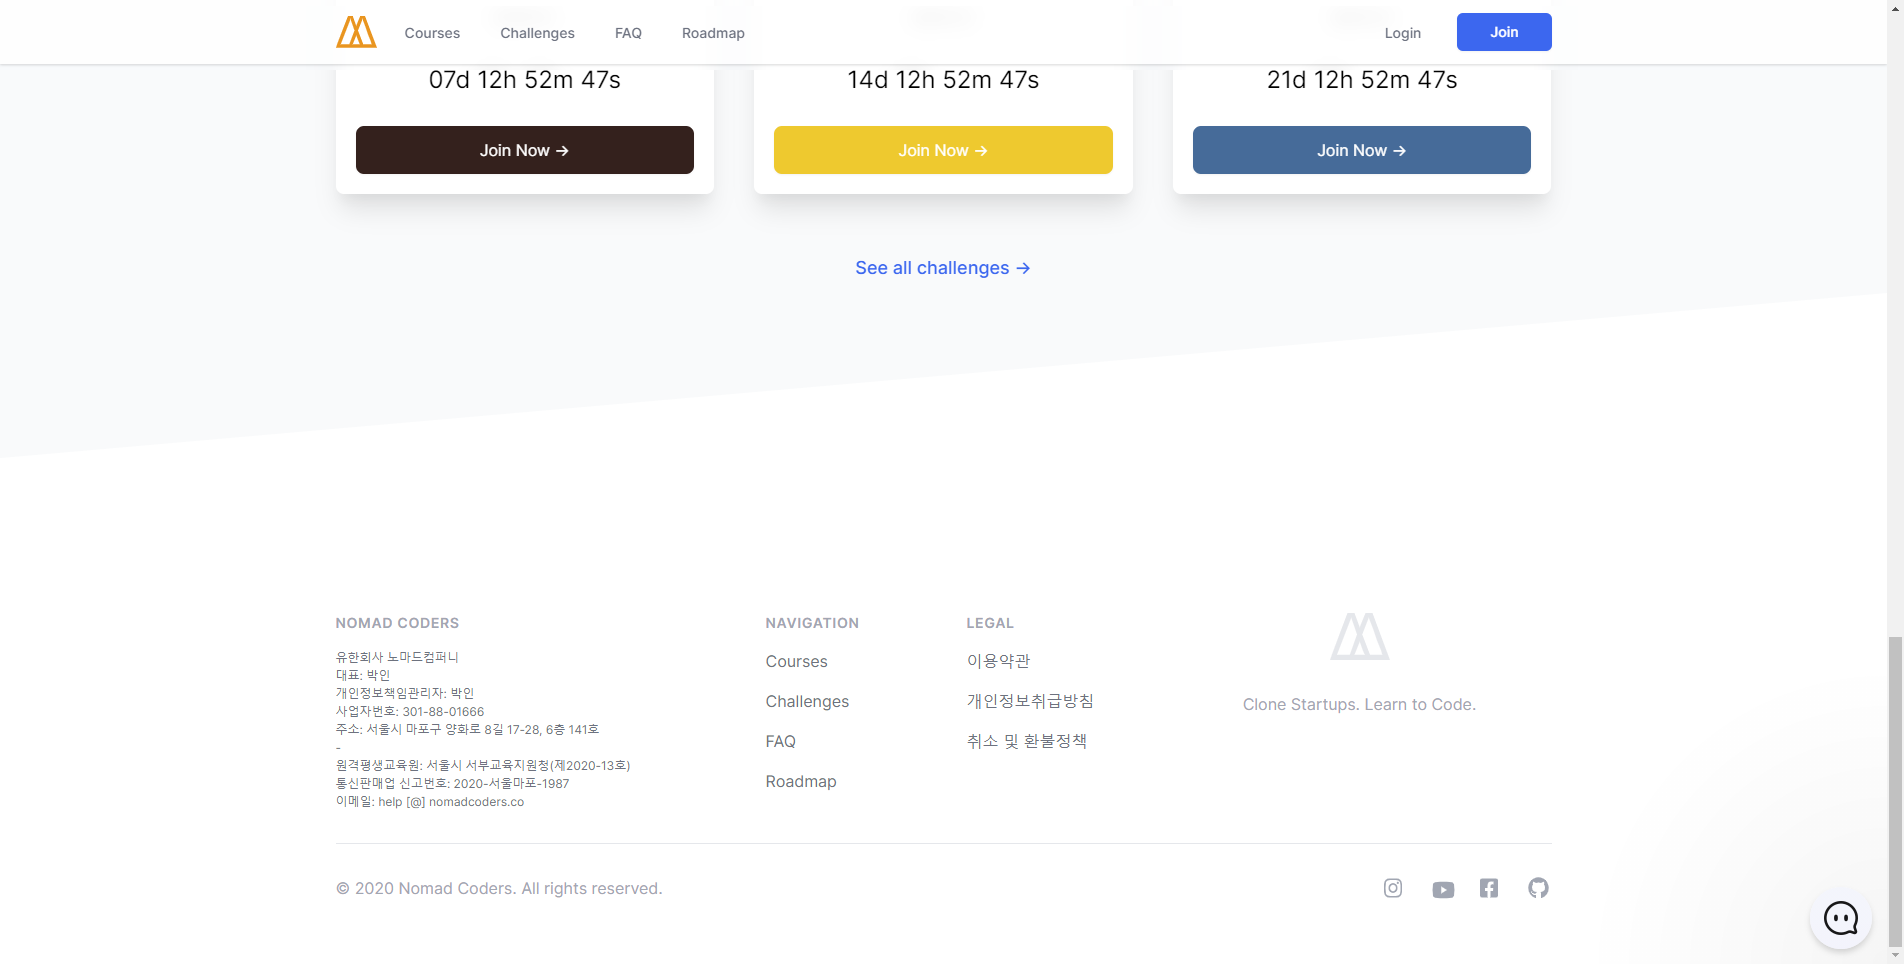 Courses
Challenges
FAQ
Roadmap
Login
Join
07d 12h 52m 47s
14d 12h 52m 47s
21d 12h 52m 47s
Join Now →
Join Now →
Join Now →
See all challenges →
NOMAD CODERS
유한회사 노마드컴퍼니
대표: 박인
개인정보책임관리자: 박인
사업자번호: 301-88-01666
주소: 서울시 마포구 양화로 8길 17-28, 6층 141호
-
원격평생교육원: 서울시 서부교육지원청(제2020-13호)
통신판매업 신고번호: 2020-서울마포-1987
이메일: help [@] nomadcoders.co
NAVIGATION
Courses
Challenges
FAQ
Roadmap
LEGAL
이용약관
개인정보취급방침
취소 및 환불정책
Clone Startups. Learn to Code.
© 2020 Nomad Coders. All rights reserved.